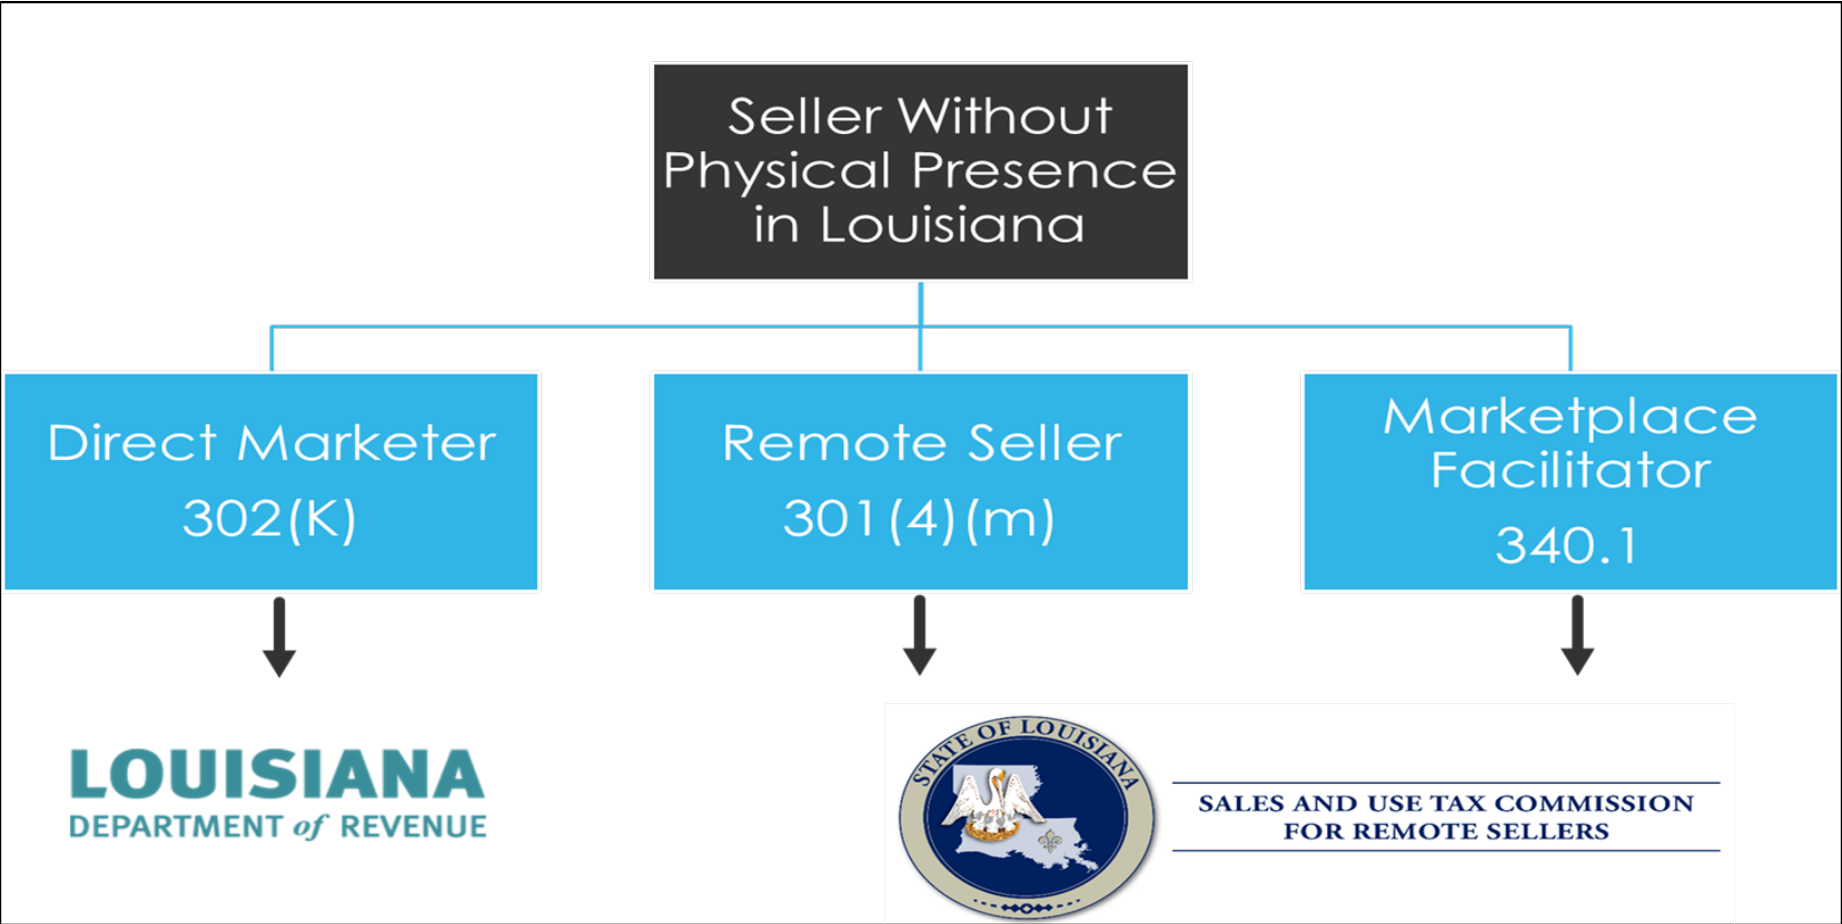 Seller Without
Physical Presence
in Louisiana
Direct Marketer
302(K)
Remote Seller
301(4)(m)
Marketplace
Facilitator
340.1
LOUISIANA
DEPARTMENT of REVENUE
STATE OF LOUISIANA
SALES AND USE TAX COMMISSION
FOR REMOTE SELLERS